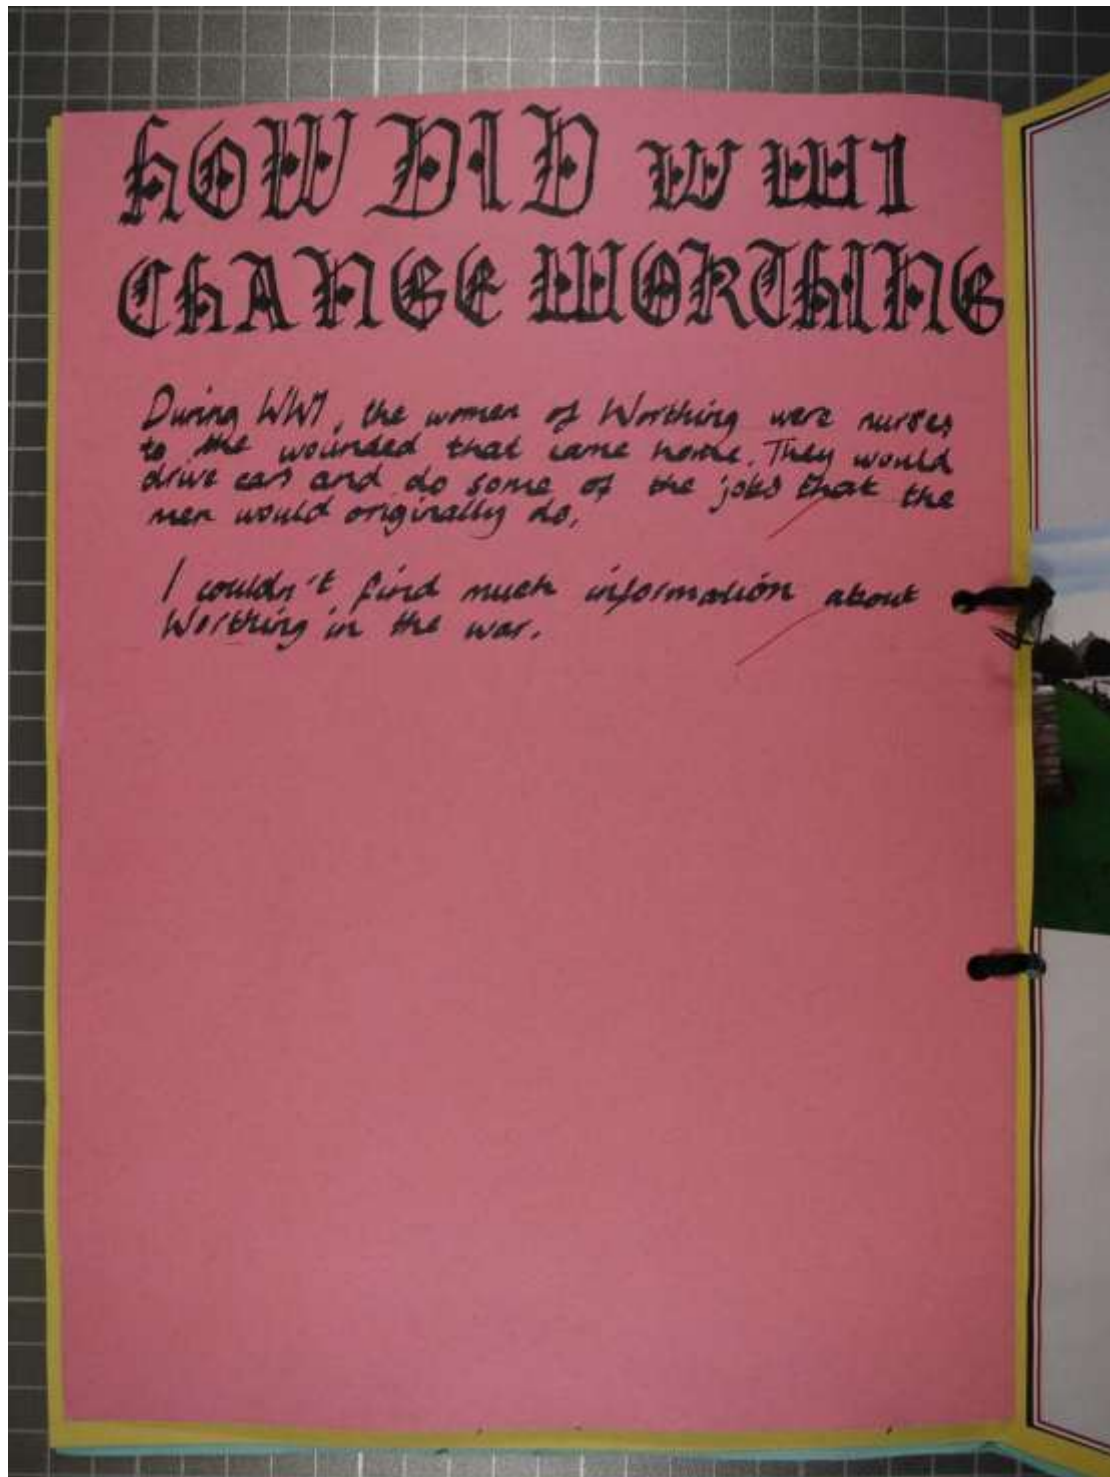 HOW DID WW1
CHANGE WORTHING
During WW1, the women of Worthing were nurses
to the wounded that came home. They would
drive cars and do some of the jobs that the
men would originally do.
I couldn't find much information about
Worthing in the war.